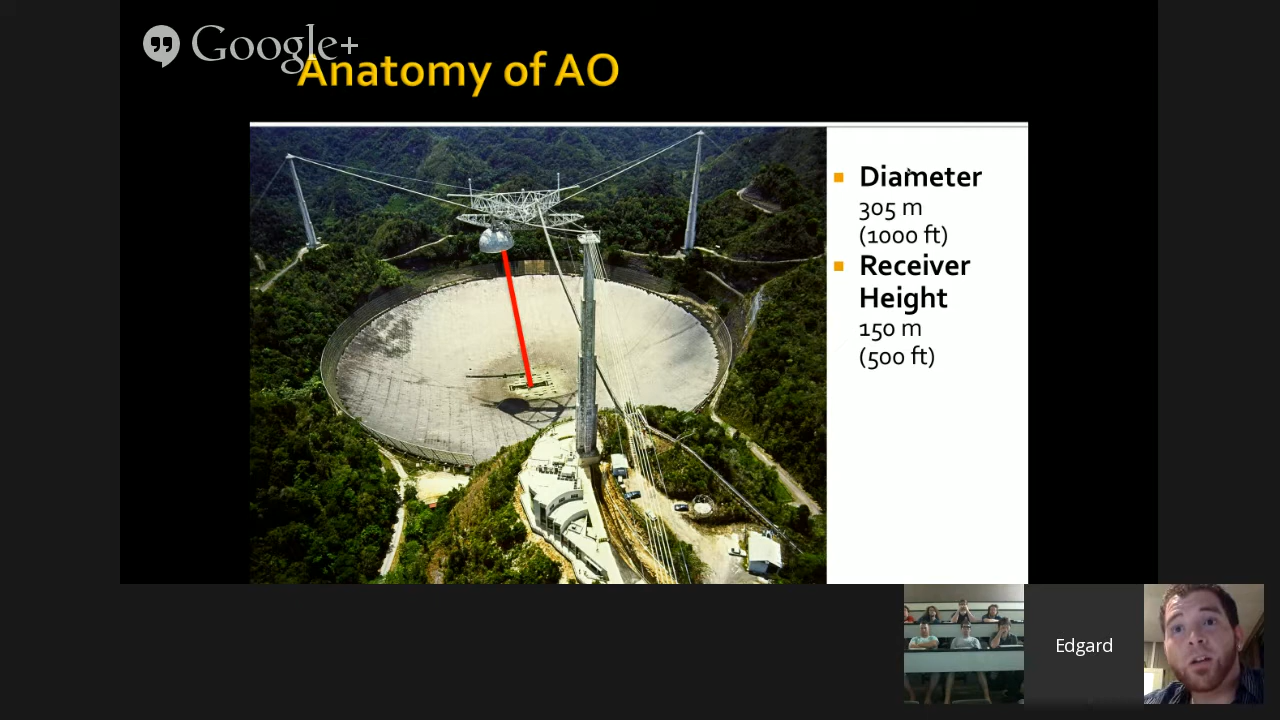 Google+
Anatomy of AO
Diameter
305 m
(1000 ft)
Receiver
Height
150 m
(500 ft)
Edgard